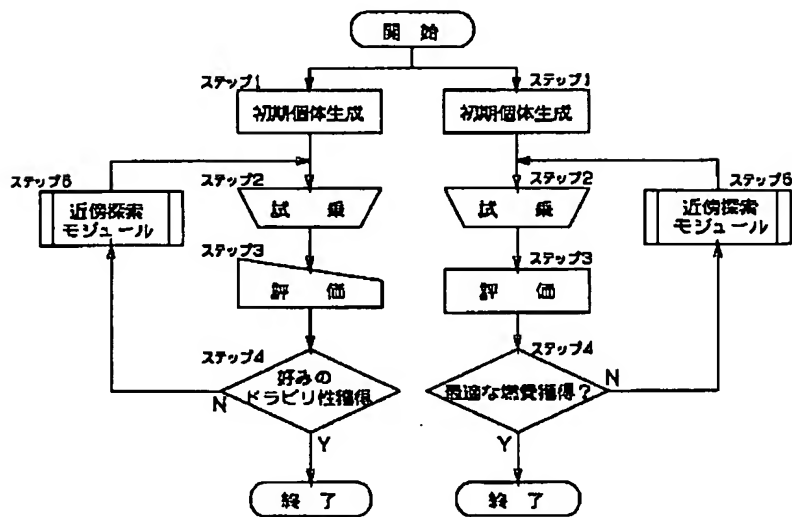 開始
ステップ1
初期個体生成
ステップ1
初期個体生成
ステップ5
近傍探索
モジュール
ステップ2
試乗
ステップ2
試乗
ステップ5
近傍探索
モジュール
ステップ3
評価
ステップ3
評価
ステップ4
好みの
ドラビリ性獲得
N
Y
ステップ4
最適な燃費獲得?
N
Y
終了
終了